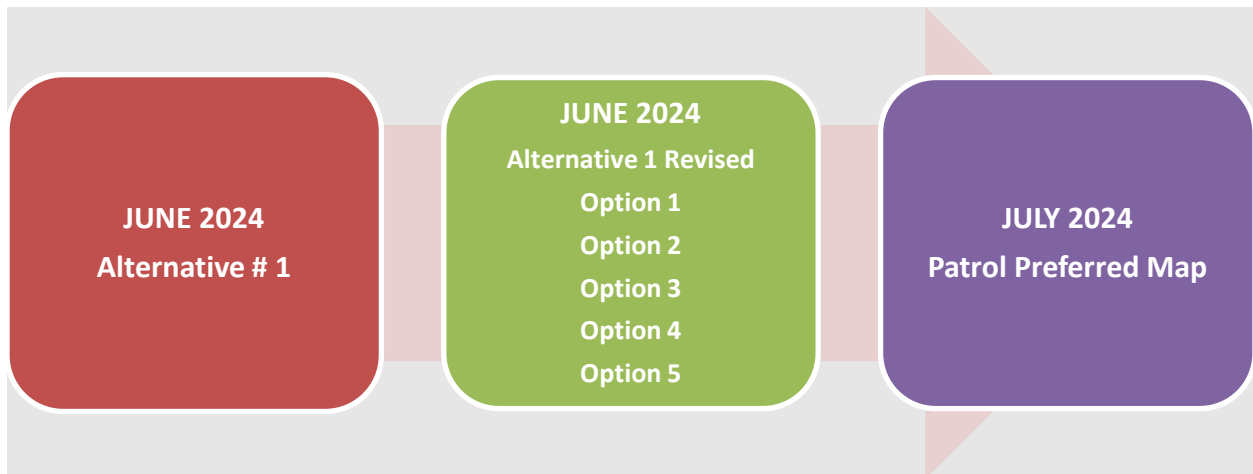 JUNE 2024
Alternative # 1
JUNE 2024
Alternative 1 Revised
Option 1
Option 2
Option 3
Option 4
Option 5
JULY 2024
Patrol Preferred Map